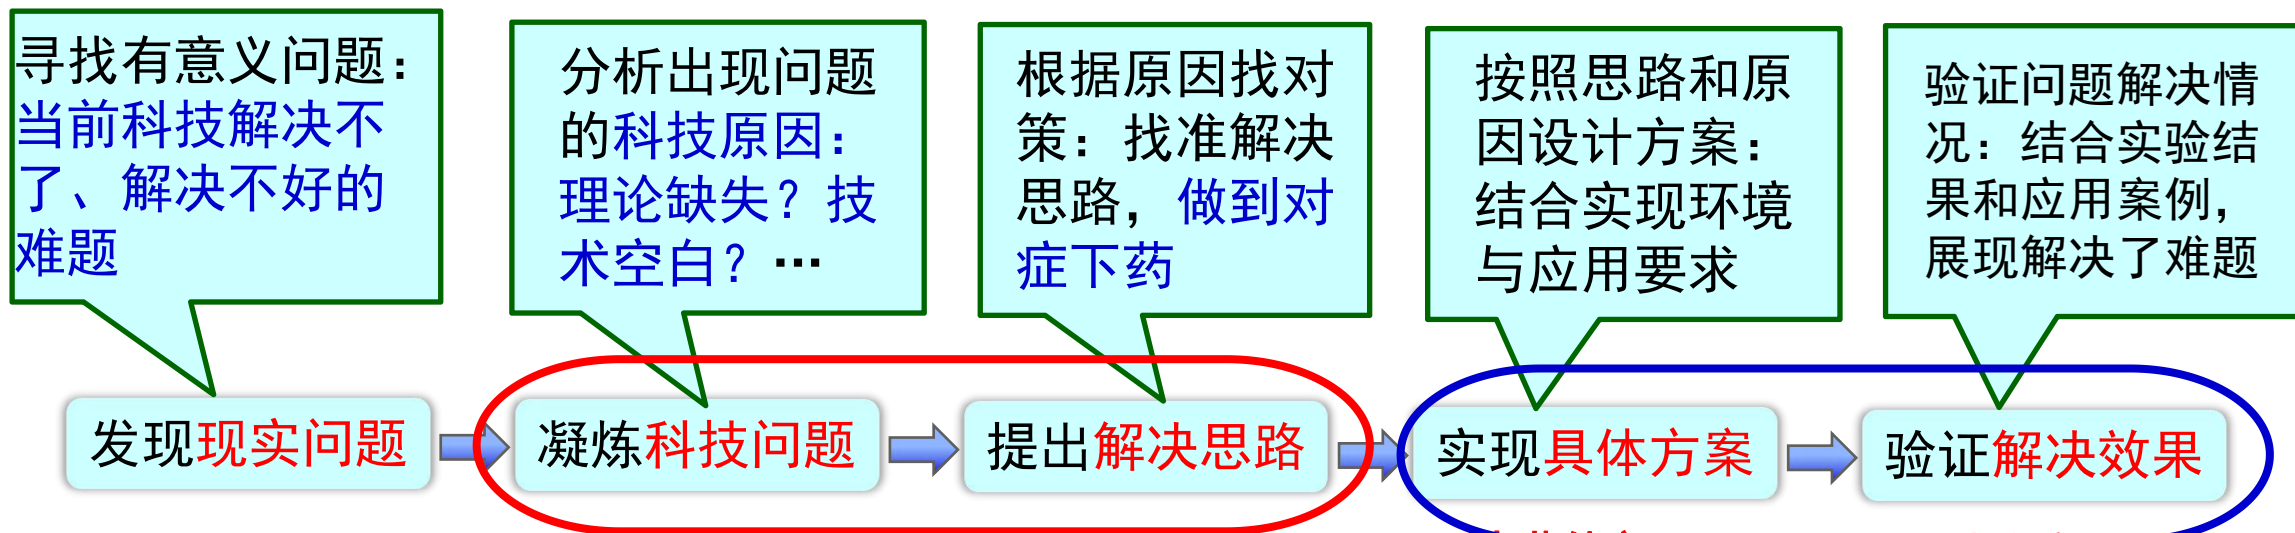 寻找有意义问题：
当前科技解决不
了、解决不好的
难题
分析出现问题
的科技原因：
理论缺失？技
术空白？…
根据原因找对
策：找准解决
思路，做到对
症下药
按照思路和原
因设计方案：
结合实现环境
与应用要求
验证问题解决情
况：结合实验结
果和应用案例，
展现解决了难题
发现现实问题
凝炼科技问题
提出解决思路
实现具体方案
验证解决效果